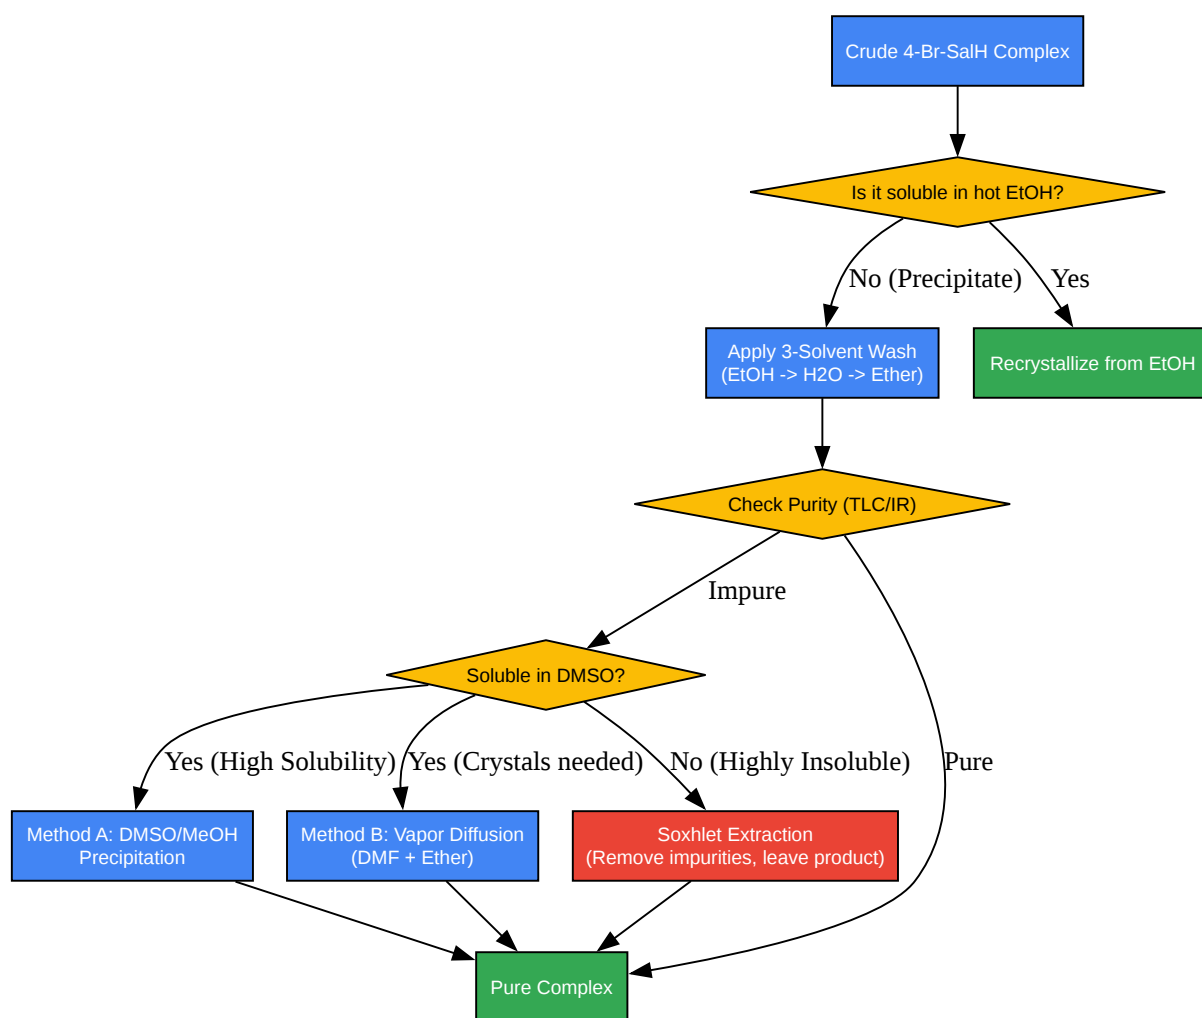 Crude 4-Br-SalH Complex
Is it soluble in hot EtOH?
No (Precipitate)
Yes
Apply 3-Solvent Wash
(EtOH -> H2O -> Ether)
Recrystallize from EtOH
Check Purity (TLC/IR)
Impure
Soluble in DMSO?
Yes (High Solubility)
Yes (Crystals needed)
No (Highly Insoluble)
Pure
Method A: DMSO/MeOH
Precipitation
Method B: Vapor Diffusion
(DMF + Ether)
Soxhlet Extraction
(Remove impurities, leave product)
Pure Complex